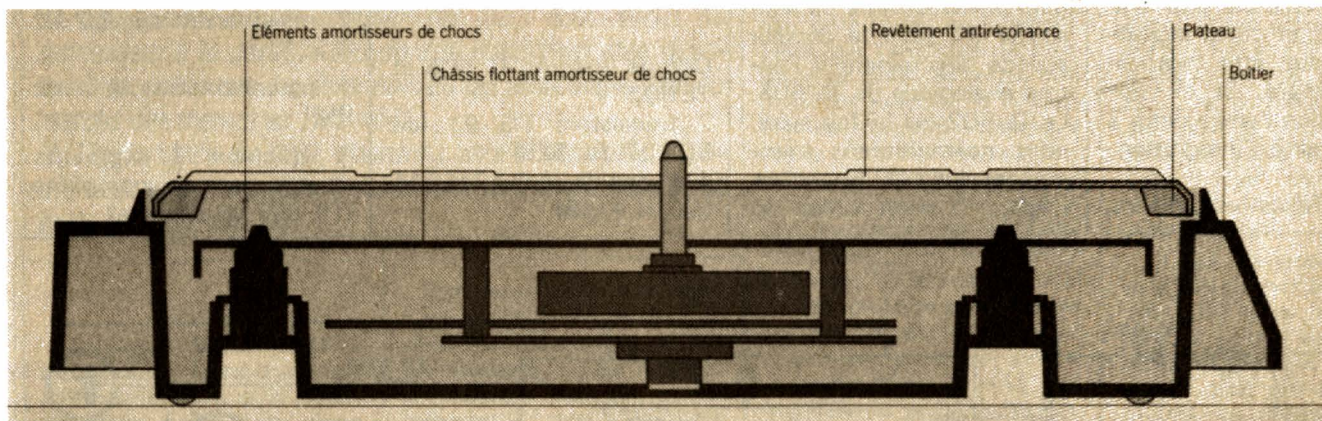 Eléments amortisseurs de chocs
Revêtement antirésonance
Plateau
Châssis flottant amortisseur de chocs
Boîtier